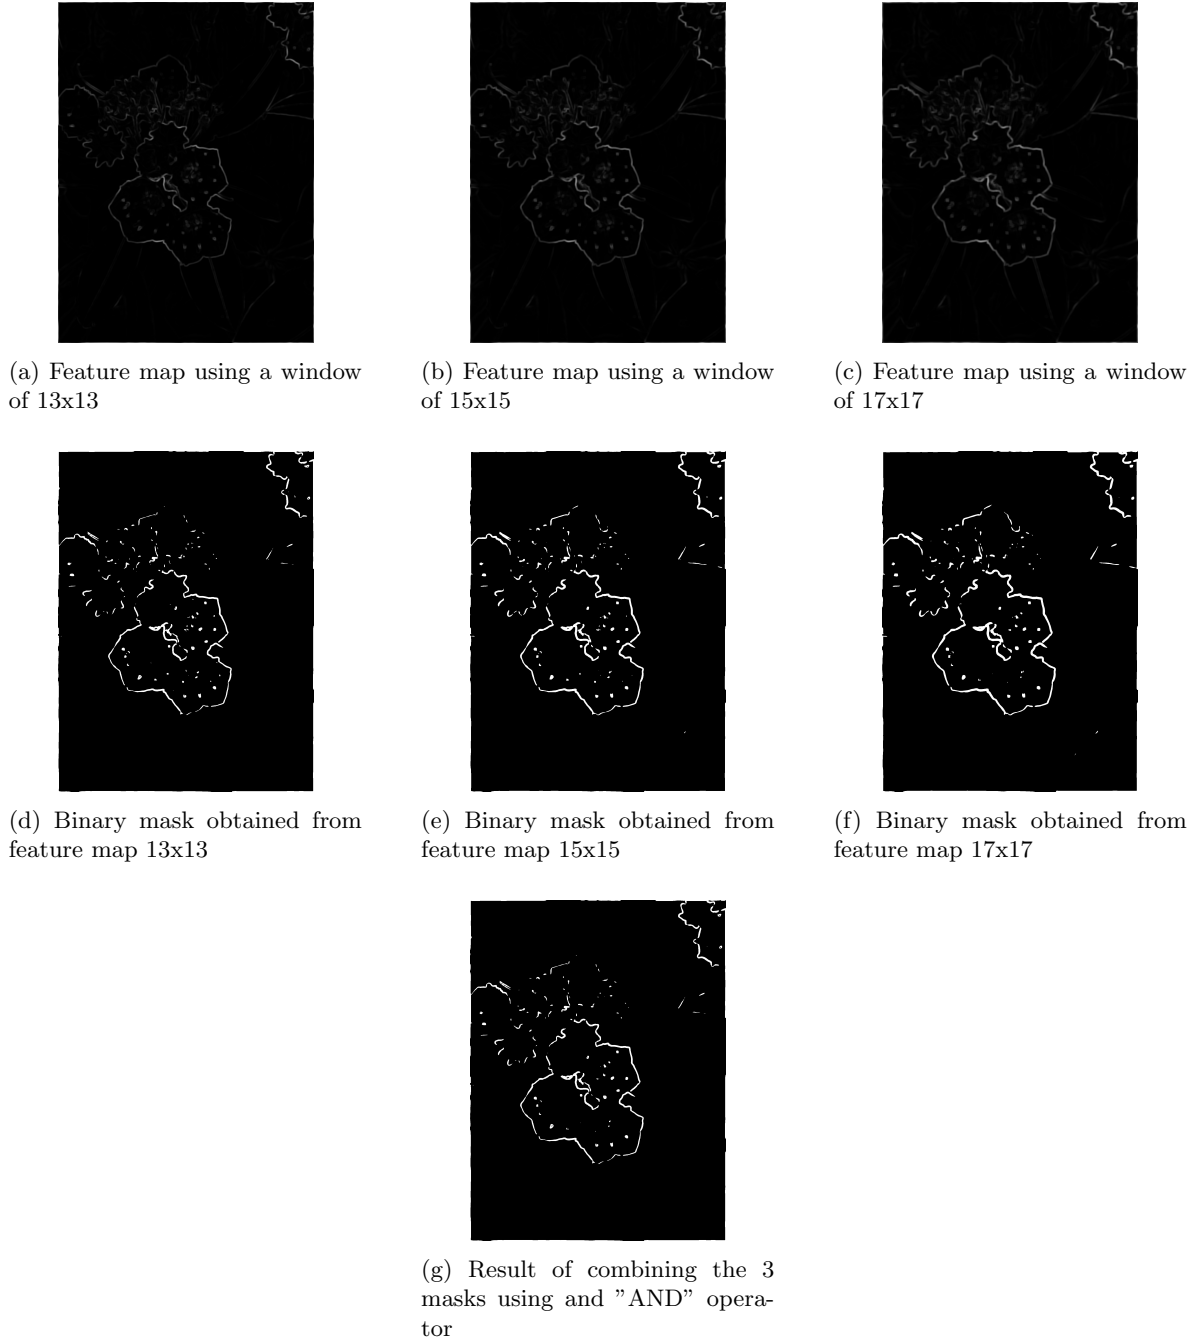 (a) Feature map using a window
of 13x13
(b) Feature map using a window
of 15x15
(c) Feature map using a window
of 17x17
(d) Binary mask obtained from
feature map 13x13
(e) Binary mask obtained from
feature map 15x15
(f) Binary mask obtained from
feature map 17x17
(g) Result of combining the 3
masks using and ”AND” opera-
tor